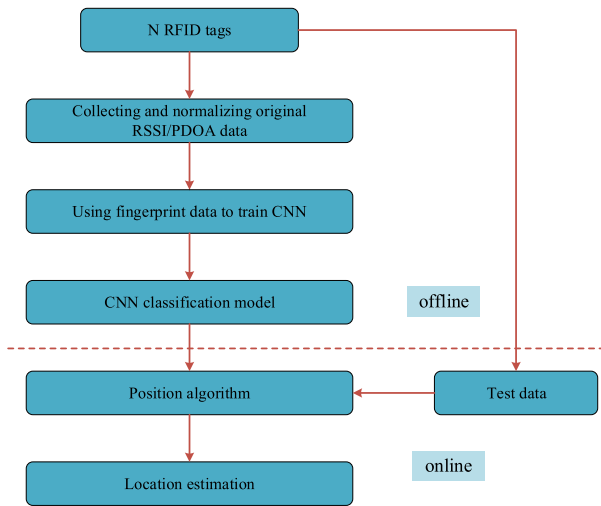 N RFID tags
Collecting and normalizing original
RSSI/PDOA data
Using fingerprint data to train CNN
CNN classification model
offline
Position algorithm
Test data
online
Location estimation